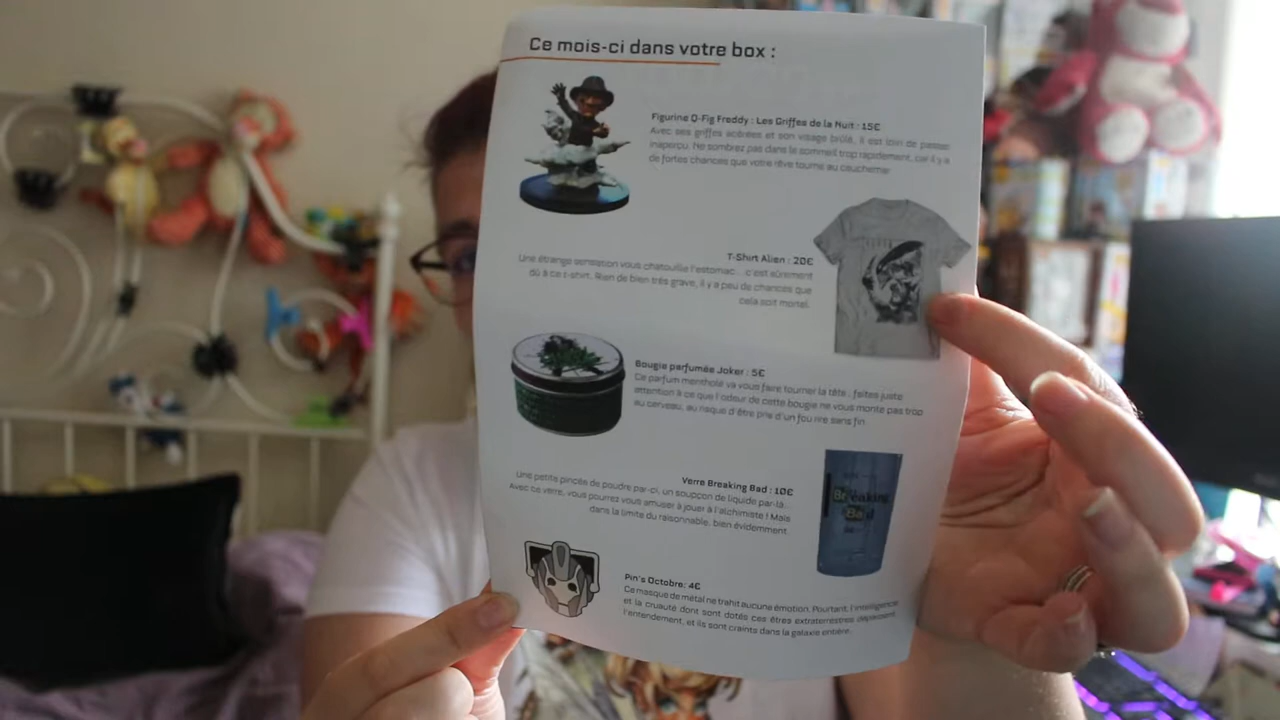 Ce mois-ci dans votre box :
Figurine Q-Fig Freddy : Les Griffes de la Nuit : 15€
Avec ses griffes acérées et son visage brûlé, il est loin de passer
inaperçu. Ne sombrez pas dans le sommeil trop rapidement, car il y a
de fortes chances que votre rêve tourne au cauchemar
T-Shirt Alien : 20€
Une étrange sensation vous chatouille l'estomac... c'est sûrement
dû à ce t-shirt. Rien de bien très grave, il y a peu de chances que
cela soit mortel.
Bougie parfumée Joker : 5€
Ce parfum mentholé va vous faire tourner la tête... faites juste
attention à ce que l'odeur de cette bougie ne vous monte pas trop
au cerveau, au risque d'être pris d'un fou rire sans fin
Verre Breaking Bad : 10€
Une petite pincée de poudre par-ci, un soupçon de liquide par-là...
Avec ce verre, vous pourrez vous amuser à jouer à l'alchimiste ! Mais
dans la limite du raisonnable, bien évidemment.
Breaking
Bad
Pin's Octobre: 4€
Ce masque de métal ne trahit aucune émotion. Pourtant, l'intelligence
et la cruauté dont sont dotés ces êtres extraterrestres dépassent
l'entendement, et ils sont craints dans la galaxie entière.